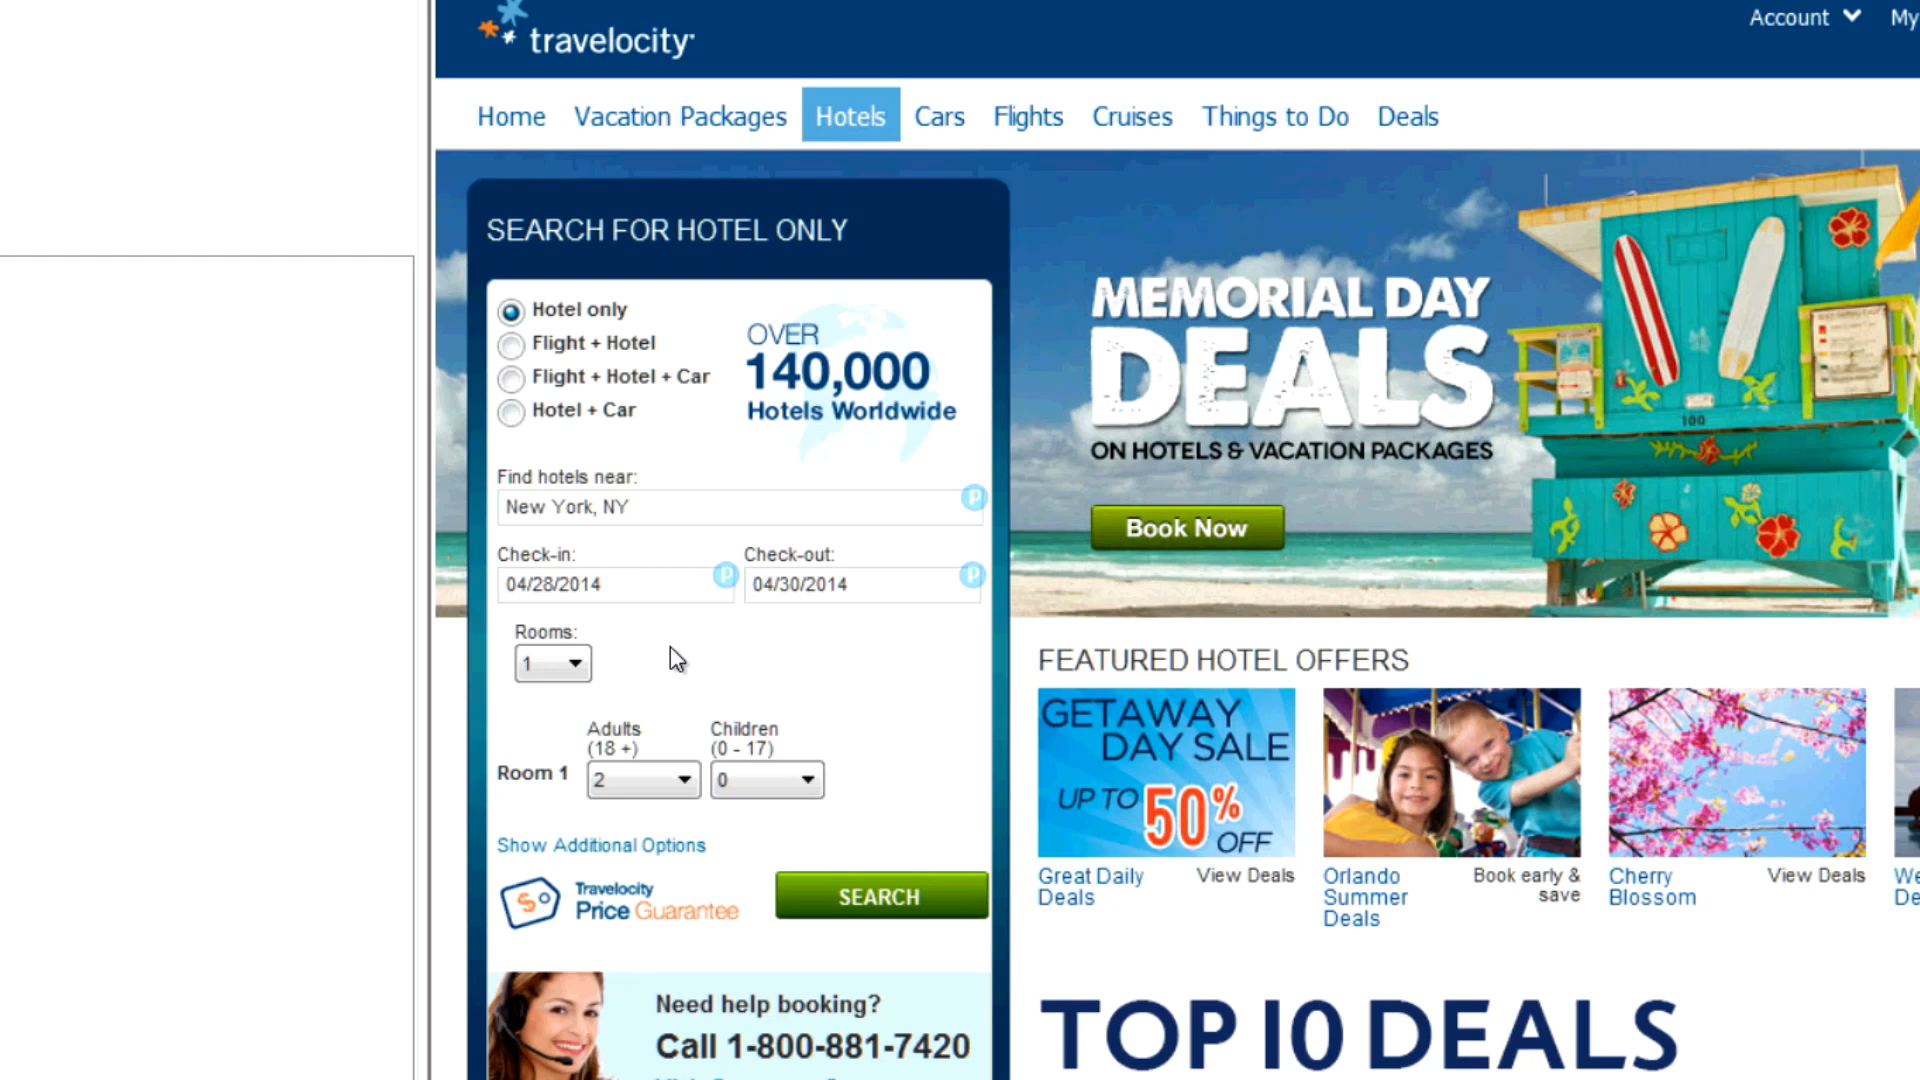 travelocity
Account
My
Home Vacation Packages Hotels Cars Flights Cruises Things to Do Deals
SEARCH FOR HOTEL ONLY
Hotel only
Flight + Hotel
Flight + Hotel + Car
Hotel + Car
OVER
140,000
Hotels Worldwide
Find hotels near:
New York, NY
Check-in:
Check-out:
04/28/2014
04/30/2014
Rooms:
1
Adults
(18 +)
Children
(0 - 17)
Room 1
2
0
Show Additional Options
Travelocity
Price Guarantee
SEARCH
Need help booking?
Call 1-800-881-7420
MEMORIAL DAY
DEALS
ON HOTELS & VACATION PACKAGES
Book Now
100
FEATURED HOTEL OFFERS
GETAWAY
DAY SALE
UP TO 50% OFF
Great Daily
Deals
View Deals
Orlando
Summer
Deals
Book early &
save
Cherry
Blossom
View Deals
We
De
TOP 10 DEALS